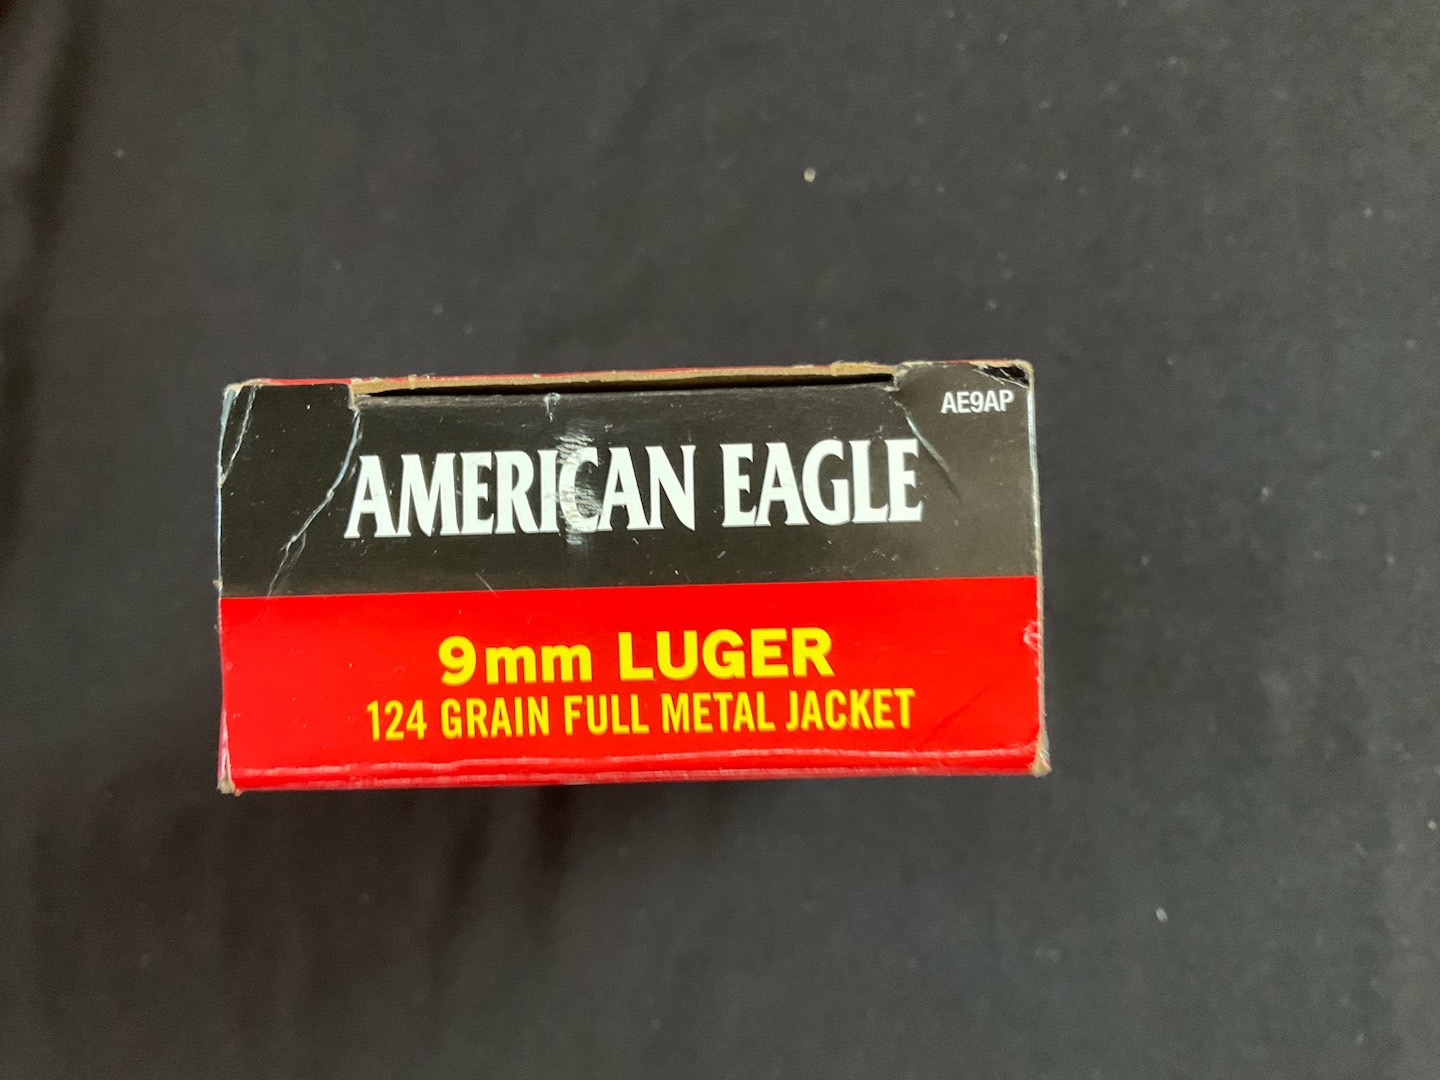 AE9AP
AMERICAN EAGLE
9mm LUGER
124 GRAIN FULL METAL JACKET